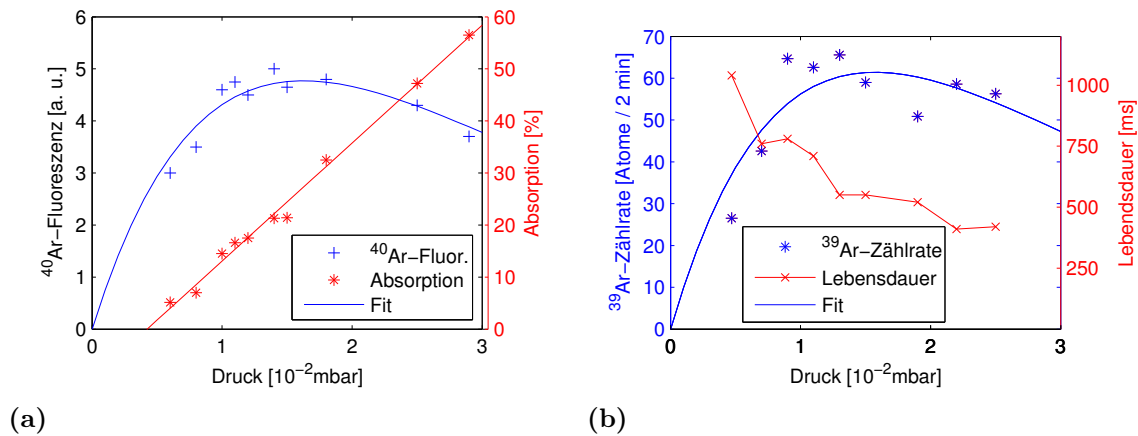 6
5
4
3
2
1
0
⁴⁰Ar−Fluoreszenz [a. u.]
60
50
40
30
20
10
0
Absorption [%]
⁴⁰Ar−Fluor.
Absorption
Fit
0 1 2 3
Druck [10⁻²mbar]
(a)
70
60
50
40
30
20
10
0
³⁹Ar−Zählrate [Atome / 2 min]
1000
750
500
250
Lebendsdauer [ms]
³⁹Ar−Zählrate
Lebensdauer
Fit
0 1 2 3
Druck [10⁻²mbar]
(b)